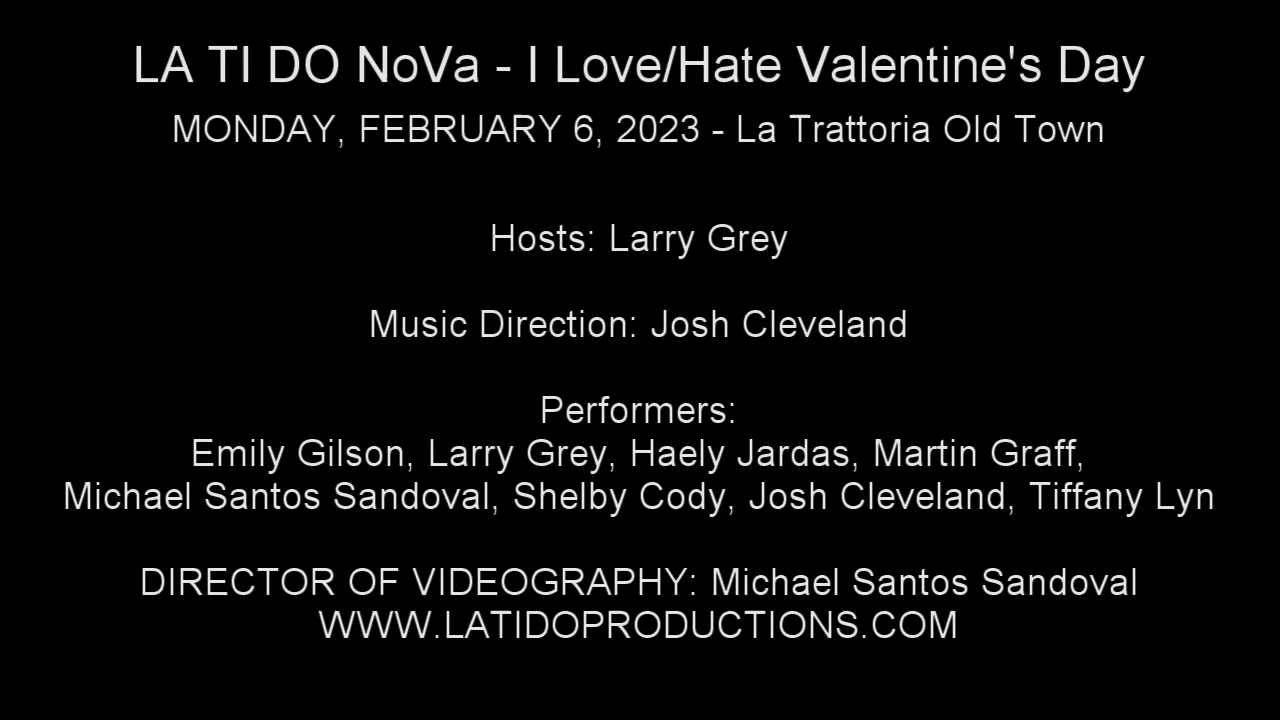 LA TI DO NoVa - I Love/Hate Valentine's Day
MONDAY, FEBRUARY 6, 2023 - La Trattoria Old Town
Hosts: Larry Grey
Music Direction: Josh Cleveland
Performers:
Emily Gilson, Larry Grey, Haely Jardas, Martin Graff,
Michael Santos Sandoval, Shelby Cody, Josh Cleveland, Tiffany Lyn
DIRECTOR OF VIDEOGRAPHY: Michael Santos Sandoval
WWW.LATIDOPRODUCTIONS.COM